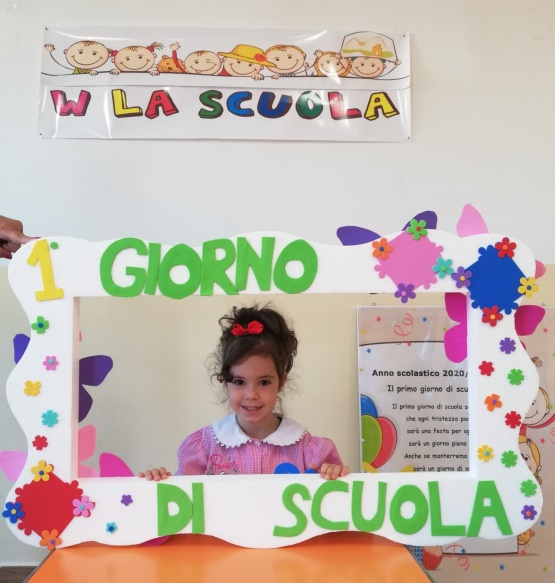 W LA SCUOLA
1 GIORNO
Anno scolastico 2020/
Il primo giorno di scu
Il primo giorno di scuola s
che ogni tristezza po
sarà una festa per og
sarà un giorno pieno
Anche se manterremo
sarà un giorno di
DI SCUOLA